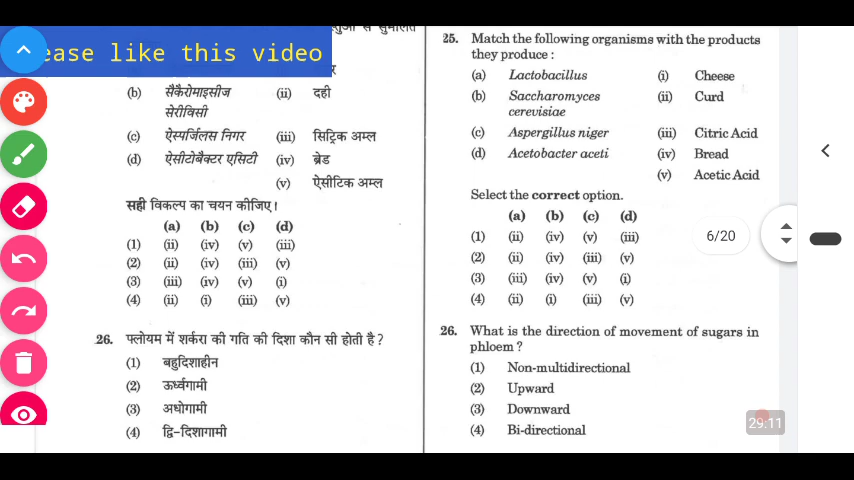 ease like this video
(b) सैकैरोमाइसीज (ii) दही
सेरीविसी
(c) ऐस्पर्जिलस निगर (iii) सिट्रिक अम्ल
(d) ऐसीटोबैक्टर एसिटी (iv) ब्रेड
(v) ऐसीटिक अम्ल
सही विकल्प का चयन कीजिए।
(a) (b) (c) (d)
(1) (ii) (iv) (v) (iii)
(2) (ii) (iv) (iii) (v)
(3) (iii) (iv) (v) (i)
(4) (ii) (i) (iii) (v)
26. फ्लोयम में शर्करा की गति की दिशा कौन सी होती है ?
(1) बहुदिशाहीन
(2) ऊर्ध्वगामी
(3) अधोगामी
(4) द्वि-दिशागामी
25. Match the following organisms with the products
they produce :
(a) Lactobacillus (i) Cheese
(b) Saccharomyces (ii) Curd
cerevisiae
(c) Aspergillus niger (iii) Citric Acid
(d) Acetobacter aceti (iv) Bread
(v) Acetic Acid
Select the correct option.
(a) (b) (c) (d)
(1) (ii) (iv) (v) (iii)
(2) (ii) (iv) (iii) (v)
(3) (iii) (iv) (v) (i)
(4) (ii) (i) (iii) (v)
26. What is the direction of movement of sugars in
phloem ?
(1) Non-multidirectional
(2) Upward
(3) Downward
(4) Bi-directional
6/20
29:11